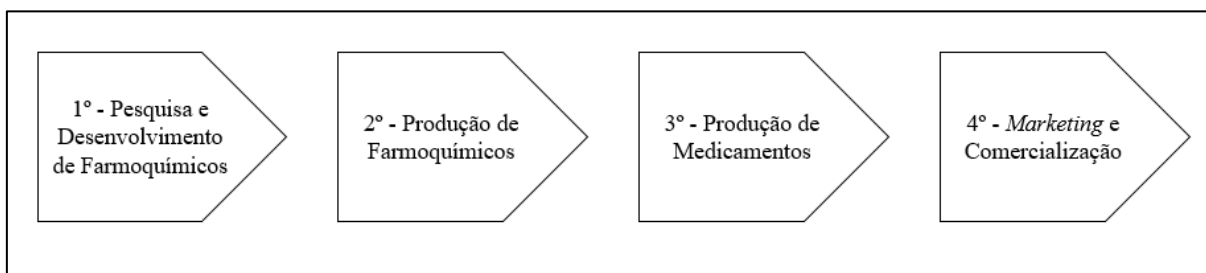 1º - Pesquisa e
Desenvolvimento
de Farmoquímicos
2º - Produção de
Farmoquímicos
3º - Produção de
Medicamentos
4º - Marketing e
Comercialização